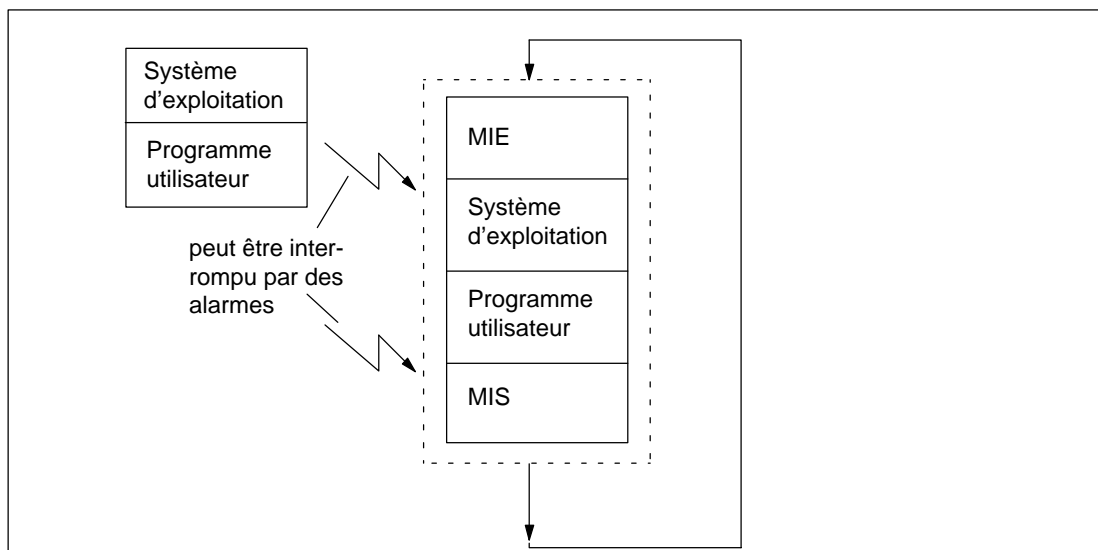 Système
d'exploitation
Programme
utilisateur
peut être inter-
rompu par des
alarmes
MIE
Système
d'exploitation
Programme
utilisateur
MIS